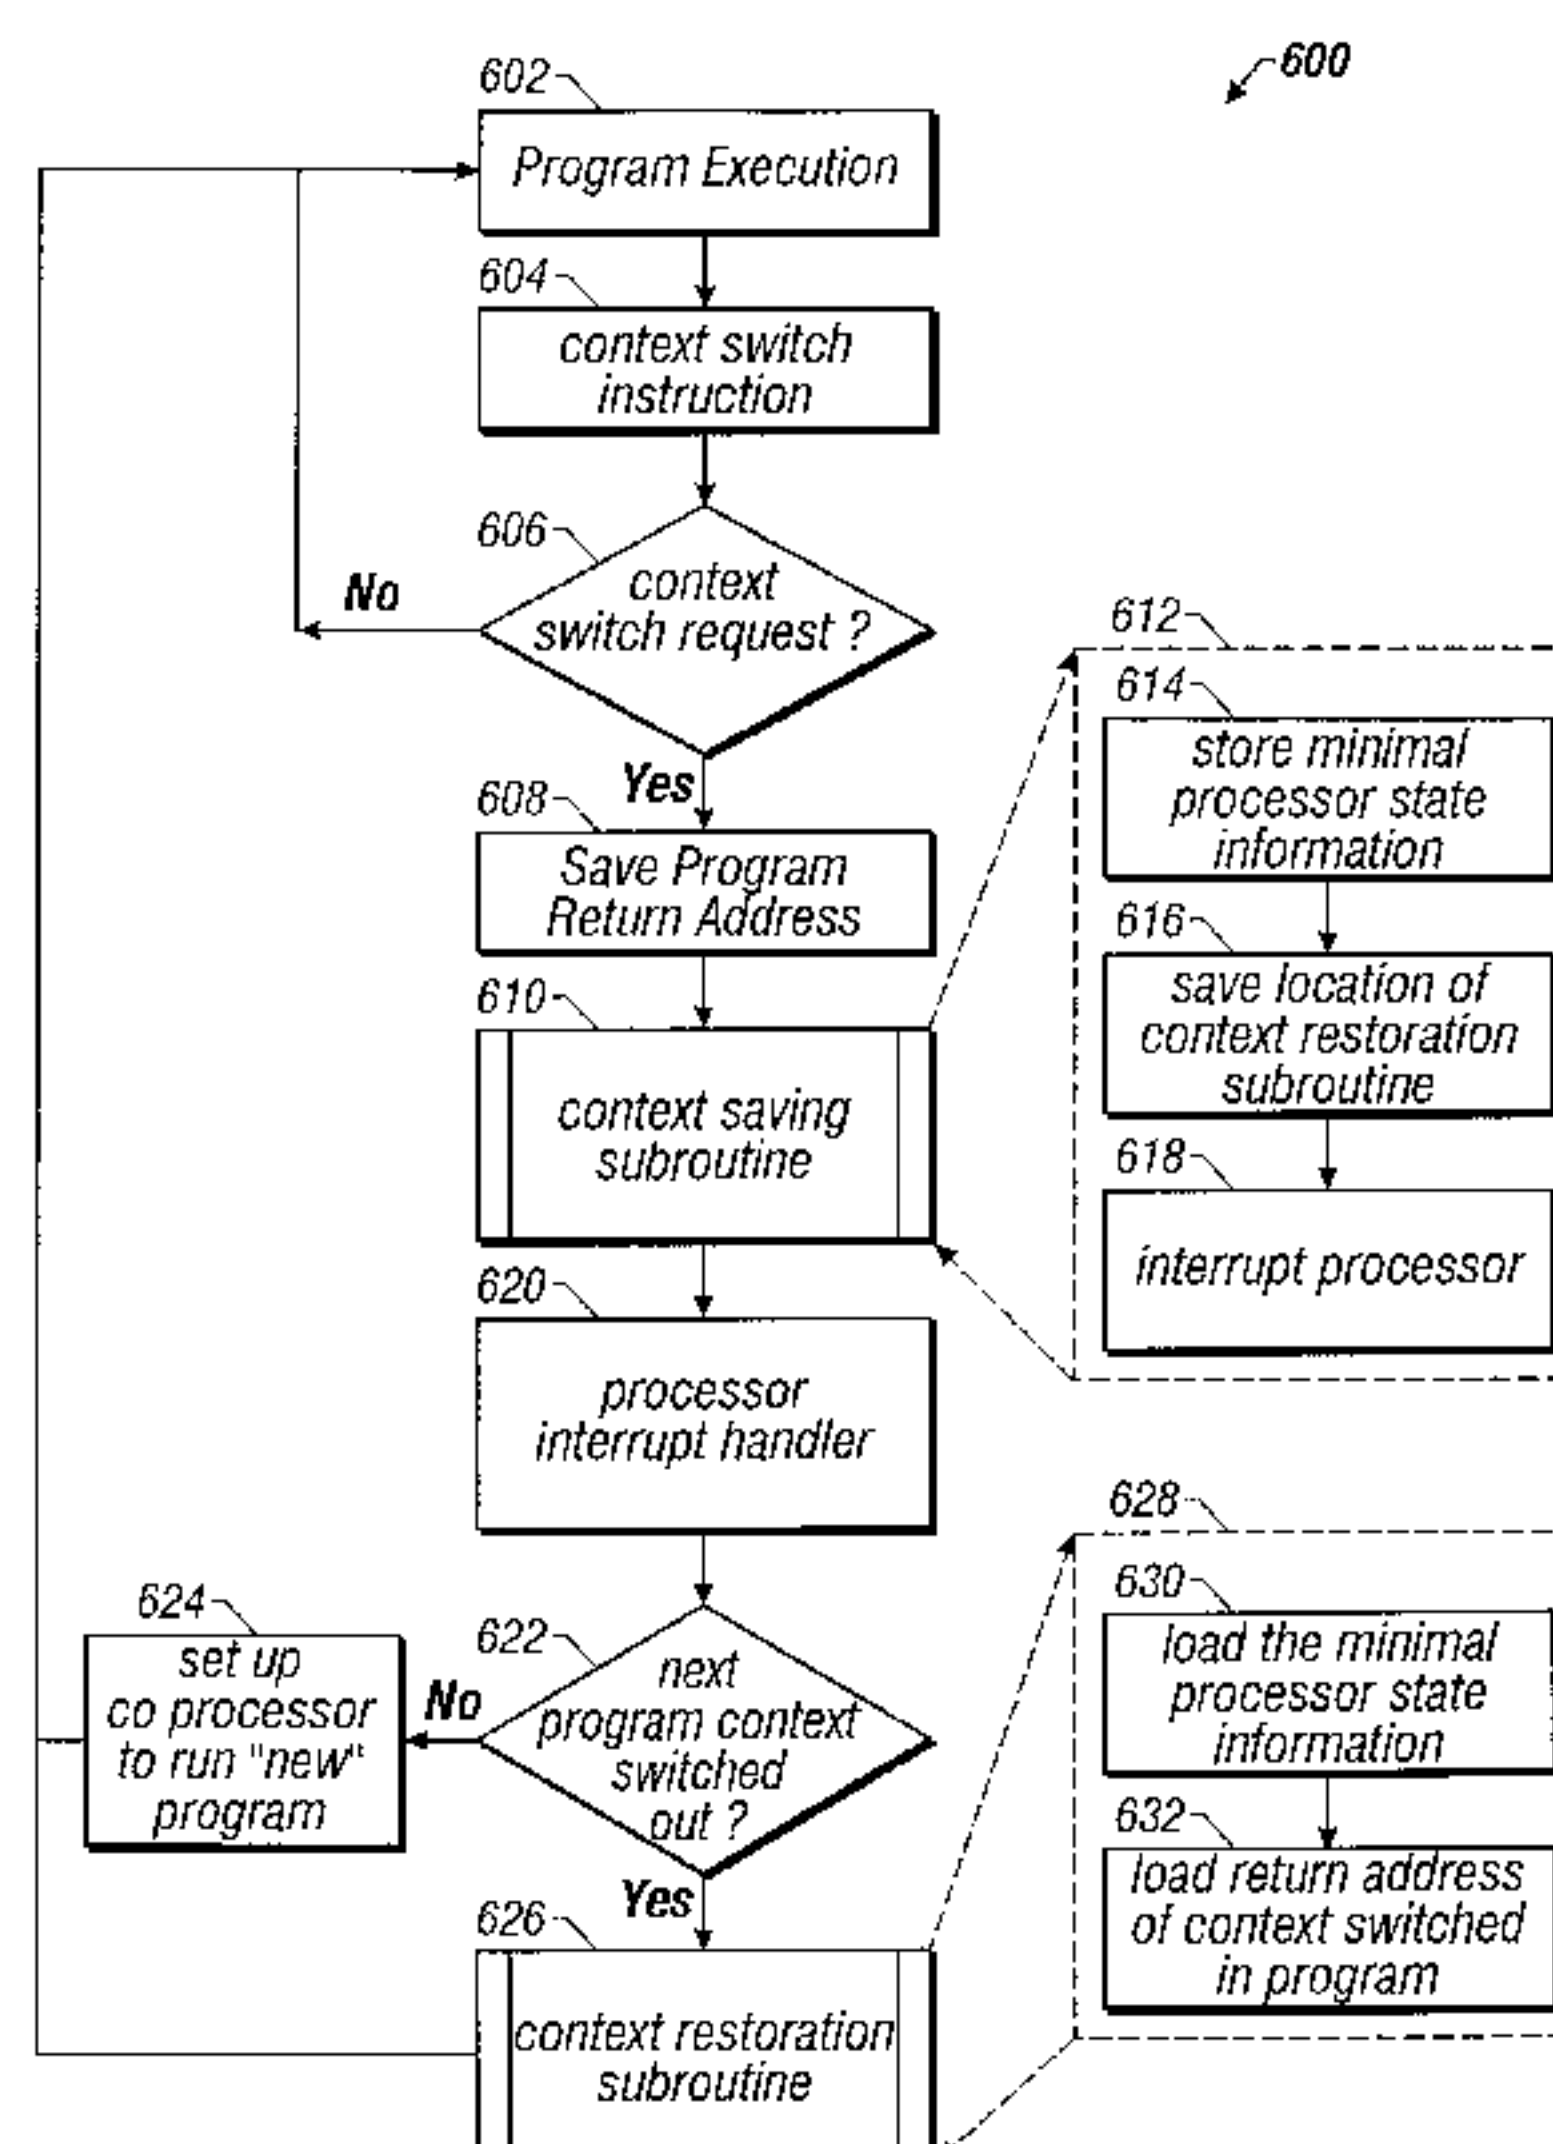 600
602
Program Execution
604
context switch
instruction
606
context
switch request ?
No
Yes
608
Save Program
Return Address
610
context saving
subroutine
612
614
store minimal
processor state
information
616
save location of
context restoration
subroutine
618
interrupt processor
620
processor
interrupt handler
622
next
program context
switched
out ?
No
624
set up
co processor
to run "new"
program
Yes
626
context restoration
subroutine
628
630
load the minimal
processor state
information
632
load return address
of context switched
in program